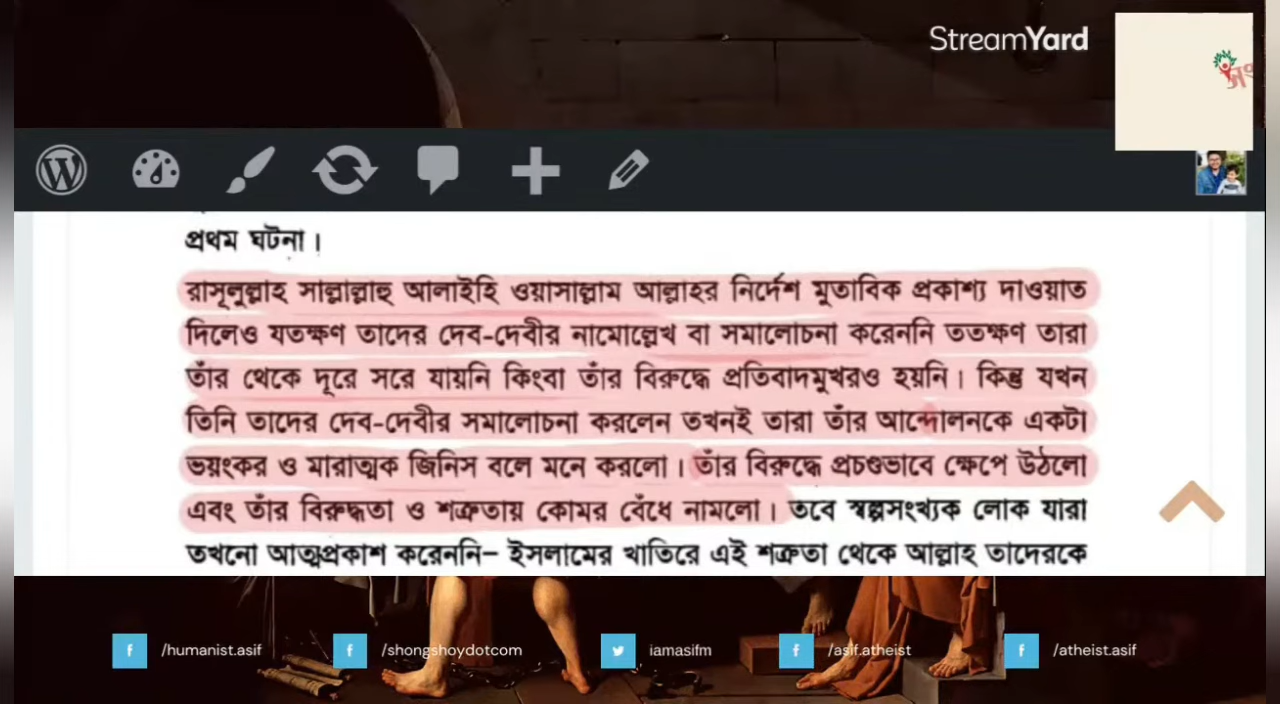 StreamYard
প্রথম ঘটনা।
রাসূলুল্লাহ সাল্লাল্লাহু আলাইহি ওয়াসাল্লাম আল্লাহর নির্দেশ মুতাবিক প্রকাশ্য দাওয়াত
দিলেও যতক্ষণ তাদের দেব-দেবীর নামোল্লেখ বা সমালোচনা করেননি ততক্ষণ তারা
তাঁর থেকে দূরে সরে যায়নি কিংবা তাঁর বিরুদ্ধে প্রতিবাদমুখরও হয়নি। কিন্তু যখন
তিনি তাদের দেব-দেবীর সমালোচনা করলেন তখনই তারা তাঁর আন্দোলনকে একটা
ভয়ংকর ও মারাত্মক জিনিস বলে মনে করলো। তাঁর বিরুদ্ধে প্রচণ্ডভাবে ক্ষেপে উঠলো
এবং তাঁর বিরুদ্ধতা ও শত্রুতায় কোমর বেঁধে নামলো। তবে স্বল্পসংখ্যক লোক যারা
তখনো আত্মপ্রকাশ করেননি– ইসলামের খাতিরে এই শত্রুতা থেকে আল্লাহ তাদেরকে
/humanist.asif /shongshoydotcom iamasifm /asif.atheist /atheist.asif